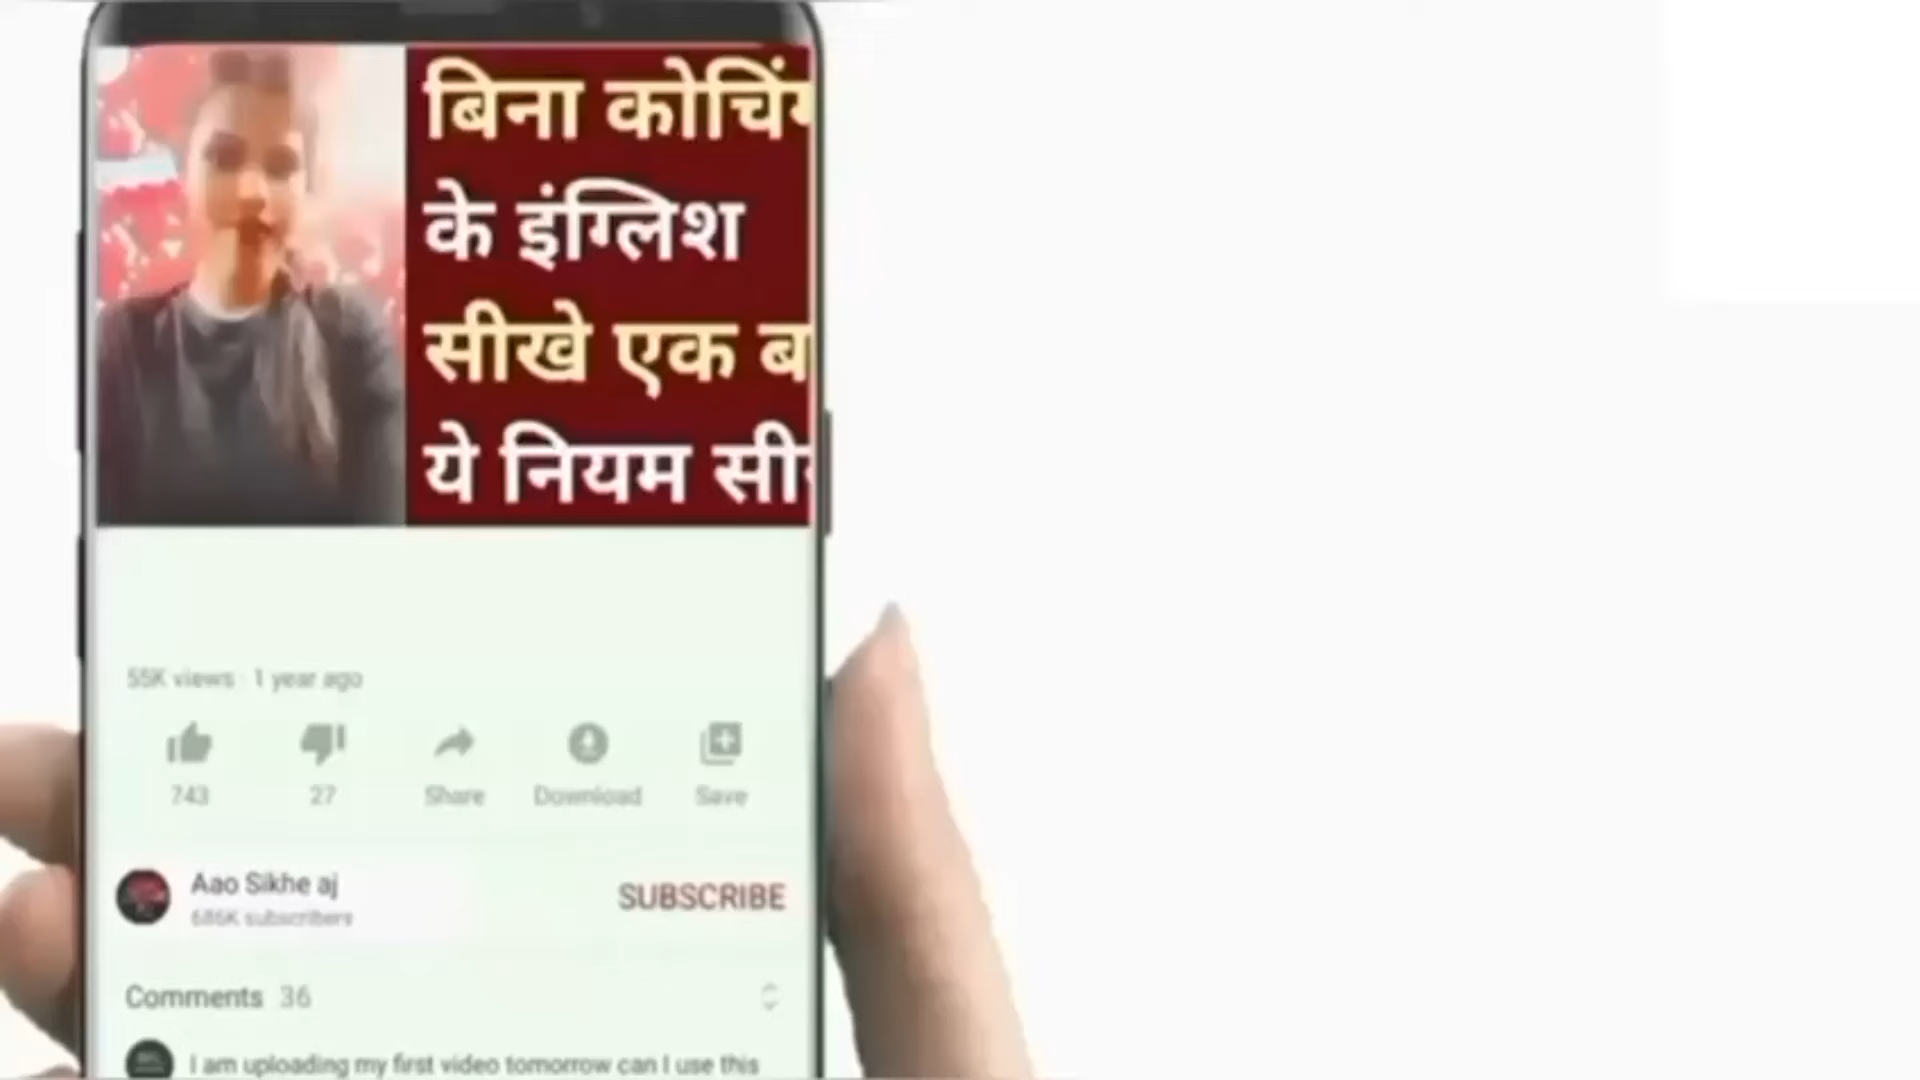 बिना
के इंग्लिश
सीखे एक
ये नियम
55K views · 1 year ago
743
27
Share
Download
Save
Aao Sikhe aj
686K subscribers
SUBSCRIBE
Comments 36
I am uploading my first video tomorrow can I use this